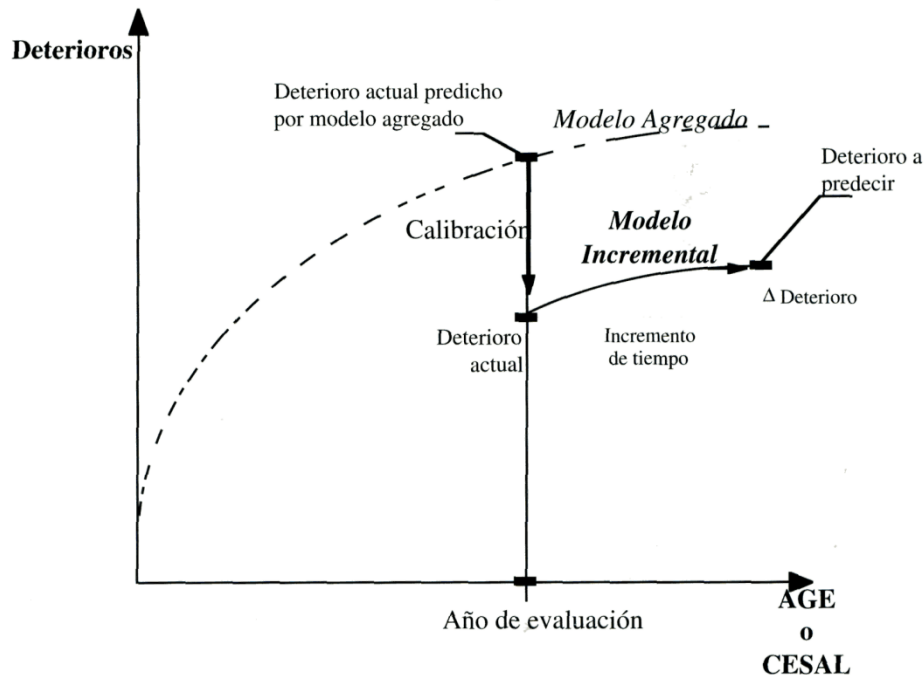 Deterioros
Deterioro actual predicho
por modelo agregado
Modelo Agregado
Deterioro a
predecir
Calibración
Modelo
Incremental
Δ Deterioro
Deterioro
actual
Incremento
de tiempo
Año de evaluación
AGE
o
CESAL